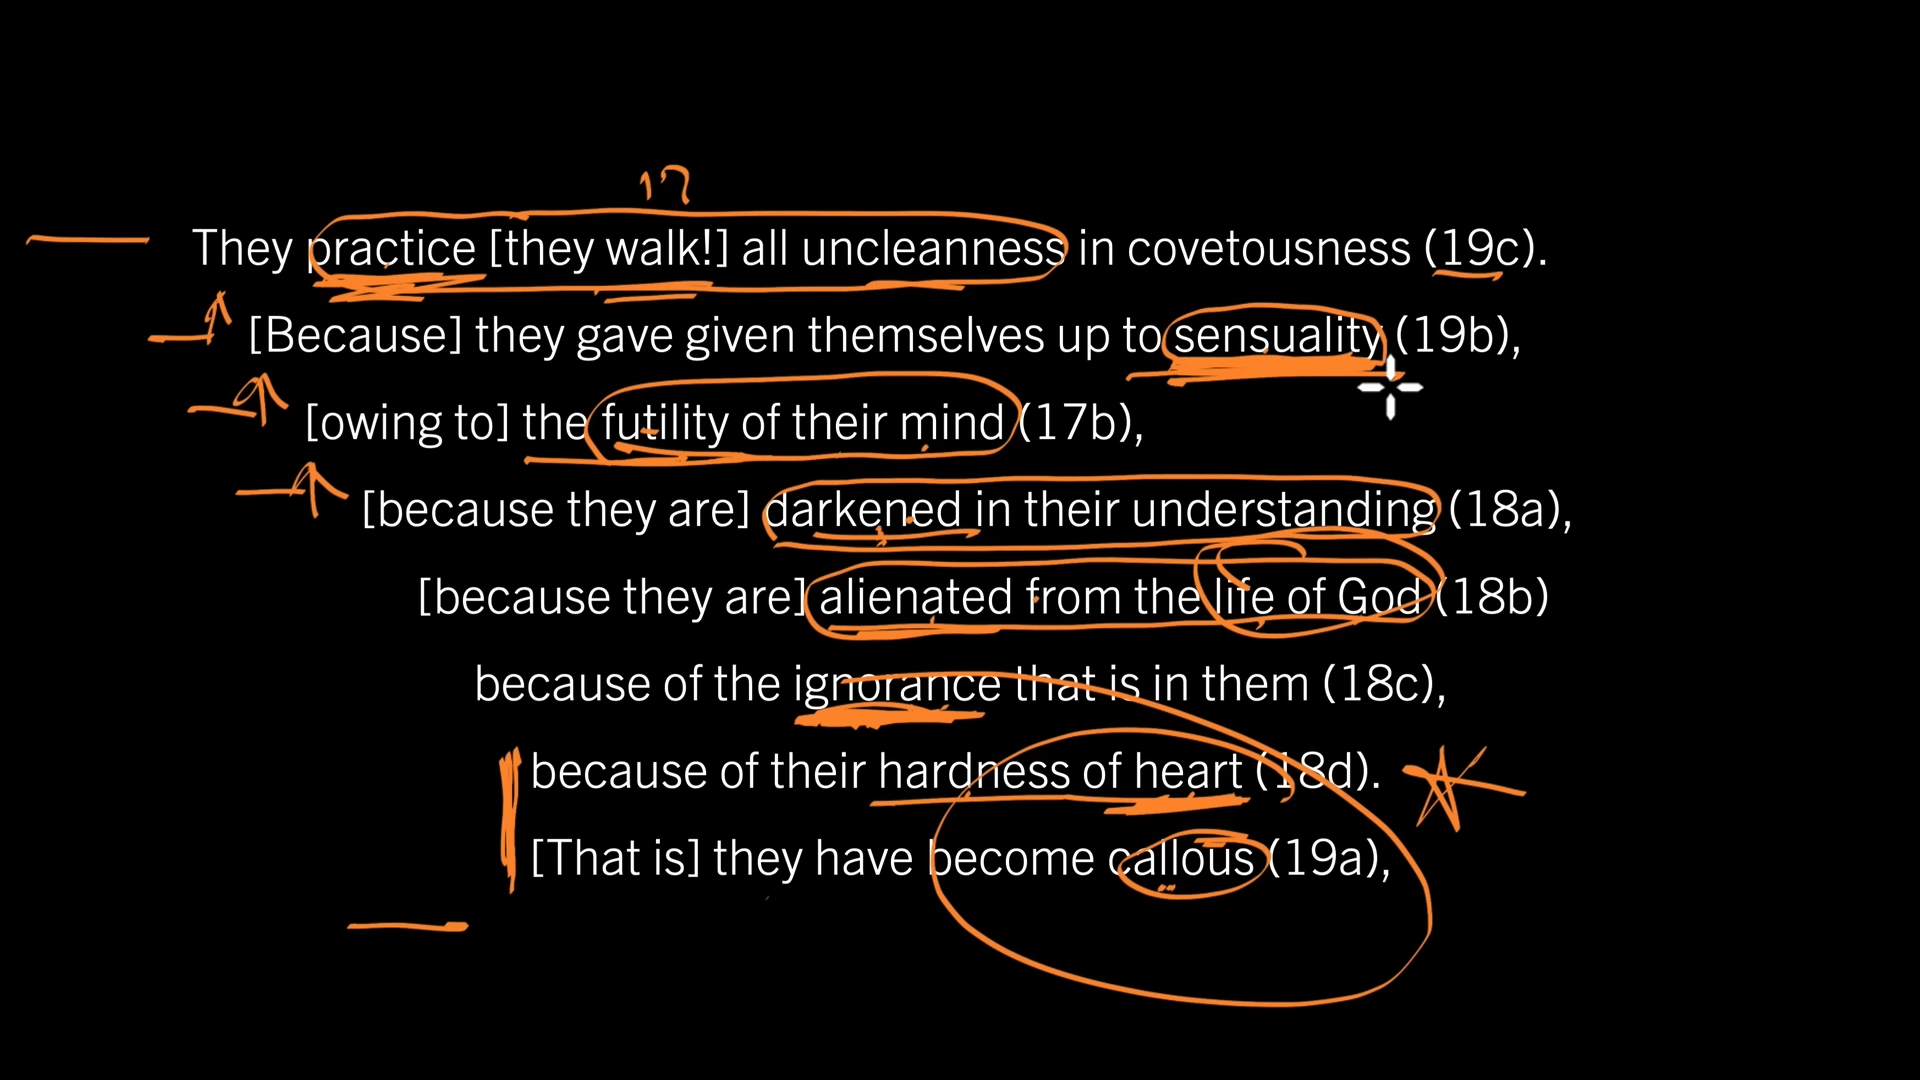 17
They practice [they walk!] all uncleanness in covetousness (19c).
[Because] they gave given themselves up to sensuality (19b),
[owing to] the futility of their mind (17b),
[because they are] darkened in their understanding (18a),
[because they are] alienated from the life of God (18b)
because of the ignorance that is in them (18c),
because of their hardness of heart (18d).
[That is] they have become callous (19a),